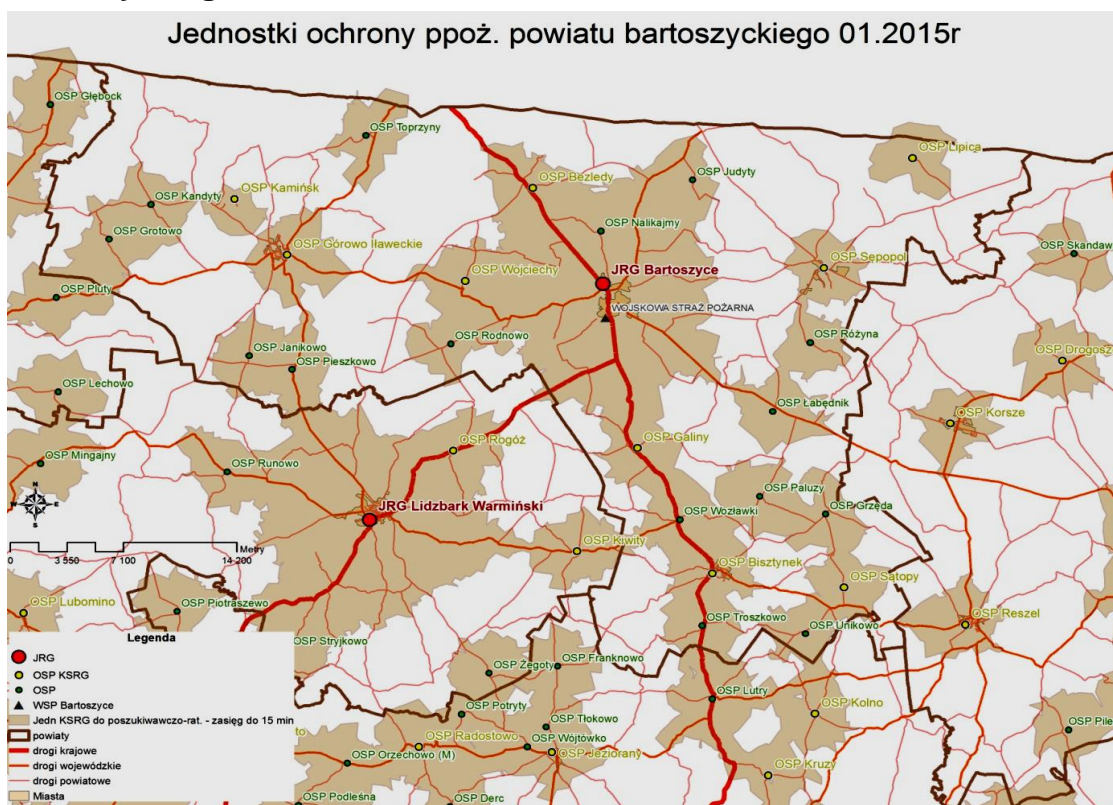 Jednostki ochrony ppoż. powiatu bartoszyckiego 01.2015r
OSP Głębock
OSP Toprzyny
OSP Lipica
OSP Bezledy
OSP Judyty
OSP Kamińsk
OSP Kandyty
OSP Grotowo
OSP Nalikajmy
OSP Górowo Iławeckie
OSP Skandaw
OSP Wojciechy
JRG Bartoszyce
OSP Sępopol
OSP Pluty
WOJSKOWA STRAŻ POŻARNA
OSP Rodnowo
OSP Różyna
OSP Janikowo
OSP Pieszkowo
OSP Drogosz
OSP Lechowo
OSP Łabędnik
OSP Korsze
OSP Rogóż
OSP Galiny
OSP Mingajny
OSP Runowo
OSP Paluzy
JRG Lidzbark Warmiński
OSP Wozławki
OSP Grzęda
N
W E
S
OSP Kiwity
Metry
0 3 550 7 100 14 200
OSP Bisztynek
OSP Sątopy
OSP Lubomino
OSP Piotraszewo
OSP Reszel
OSP Troszkowo
OSP Unikowo
OSP Stryjkowo
OSP Żegoty
OSP Franknowo
OSP Lutry
OSP Kolno
OSP Potryty
OSP Tłokowo
OSP Pile
to
OSP Radostowo
OSP Wójtówko
OSP Jeziorany
OSP Orzechowo (M)
OSP Kruzy
OSP Podleśna
OSP Derc
Legenda
JRG
OSP KSRG
OSP
WSP Bartoszyce
Jedn KSRG do poszukiwawczo-rat. - zasięg do 15 min
powiaty
drogi krajowe
drogi wojewódzkie
drogi powiatowe
Miasta